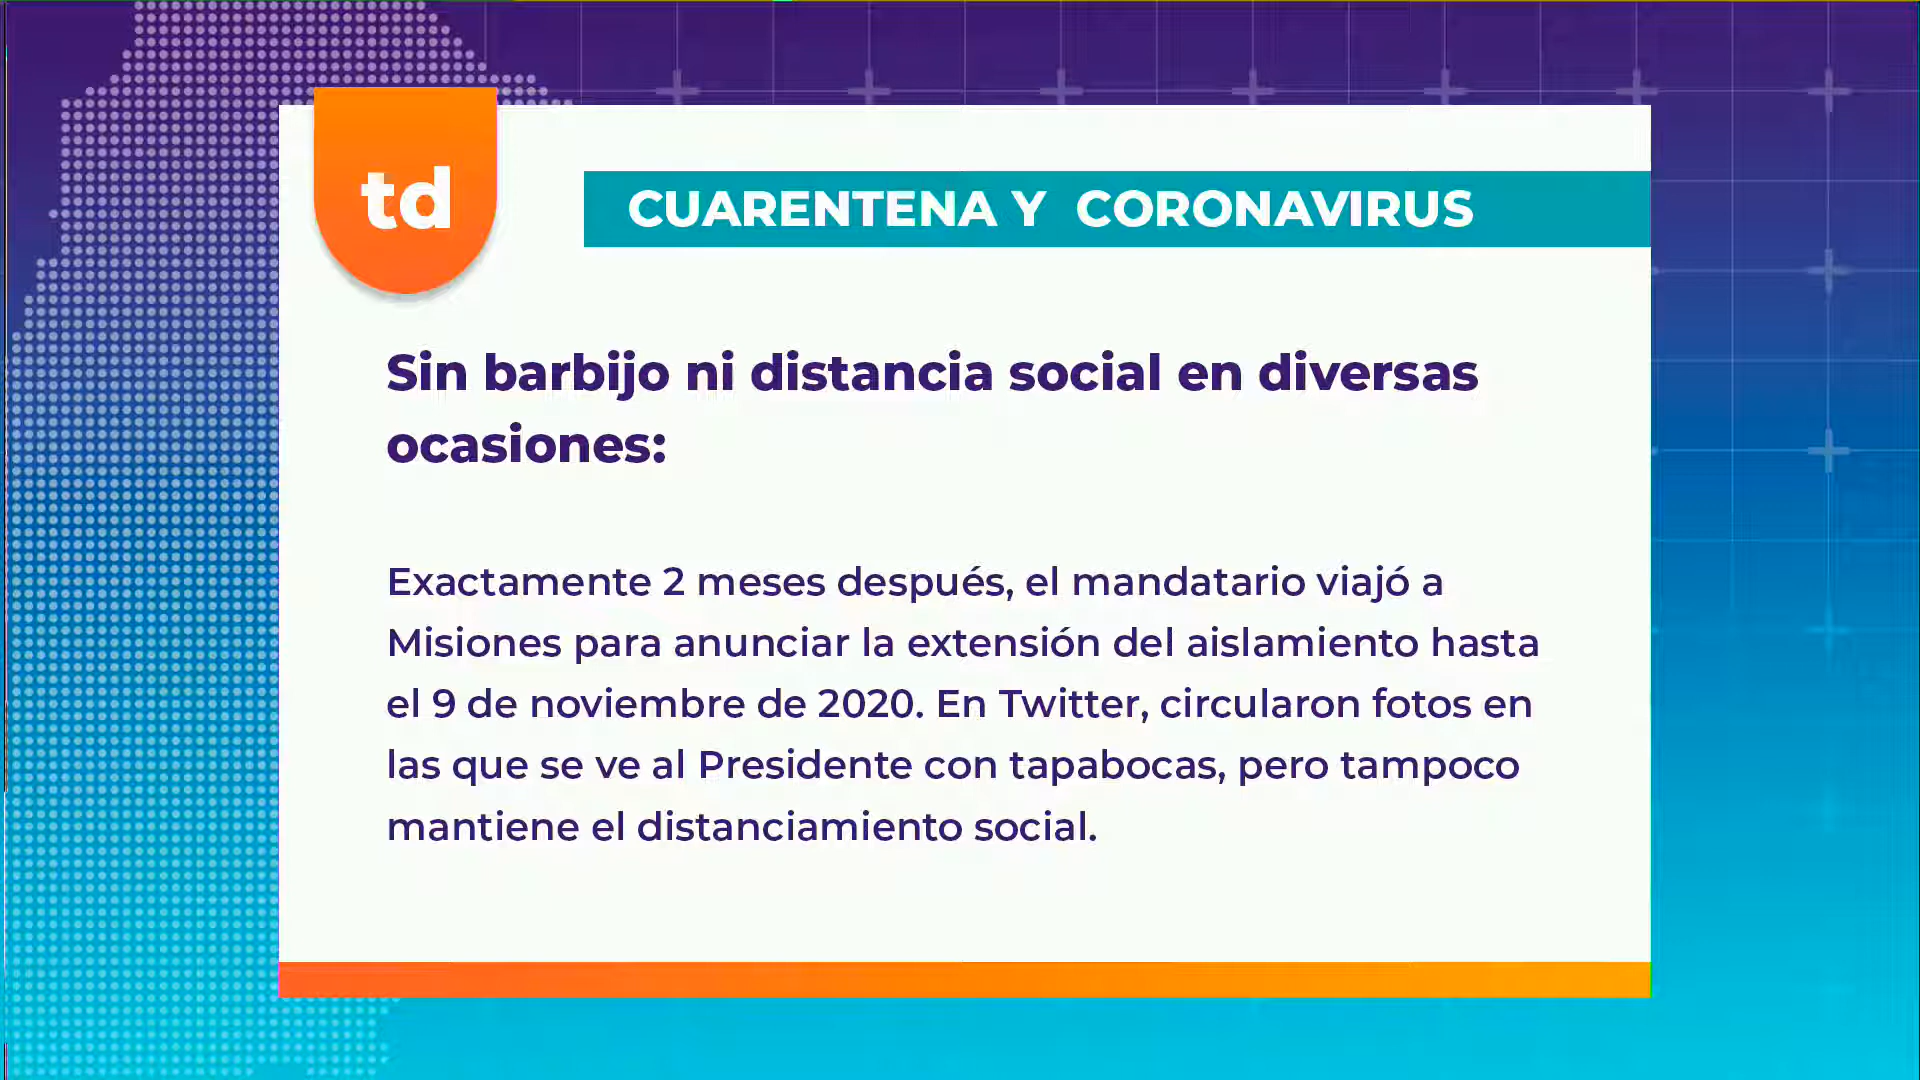 td
CUARENTENA Y CORONAVIRUS
Sin barbijo ni distancia social en diversas
ocasiones:
Exactamente 2 meses después, el mandatario viajó a
Misiones para anunciar la extensión del aislamiento hasta
el 9 de noviembre de 2020. En Twitter, circularon fotos en
las que se ve al Presidente con tapabocas, pero tampoco
mantiene el distanciamiento social.